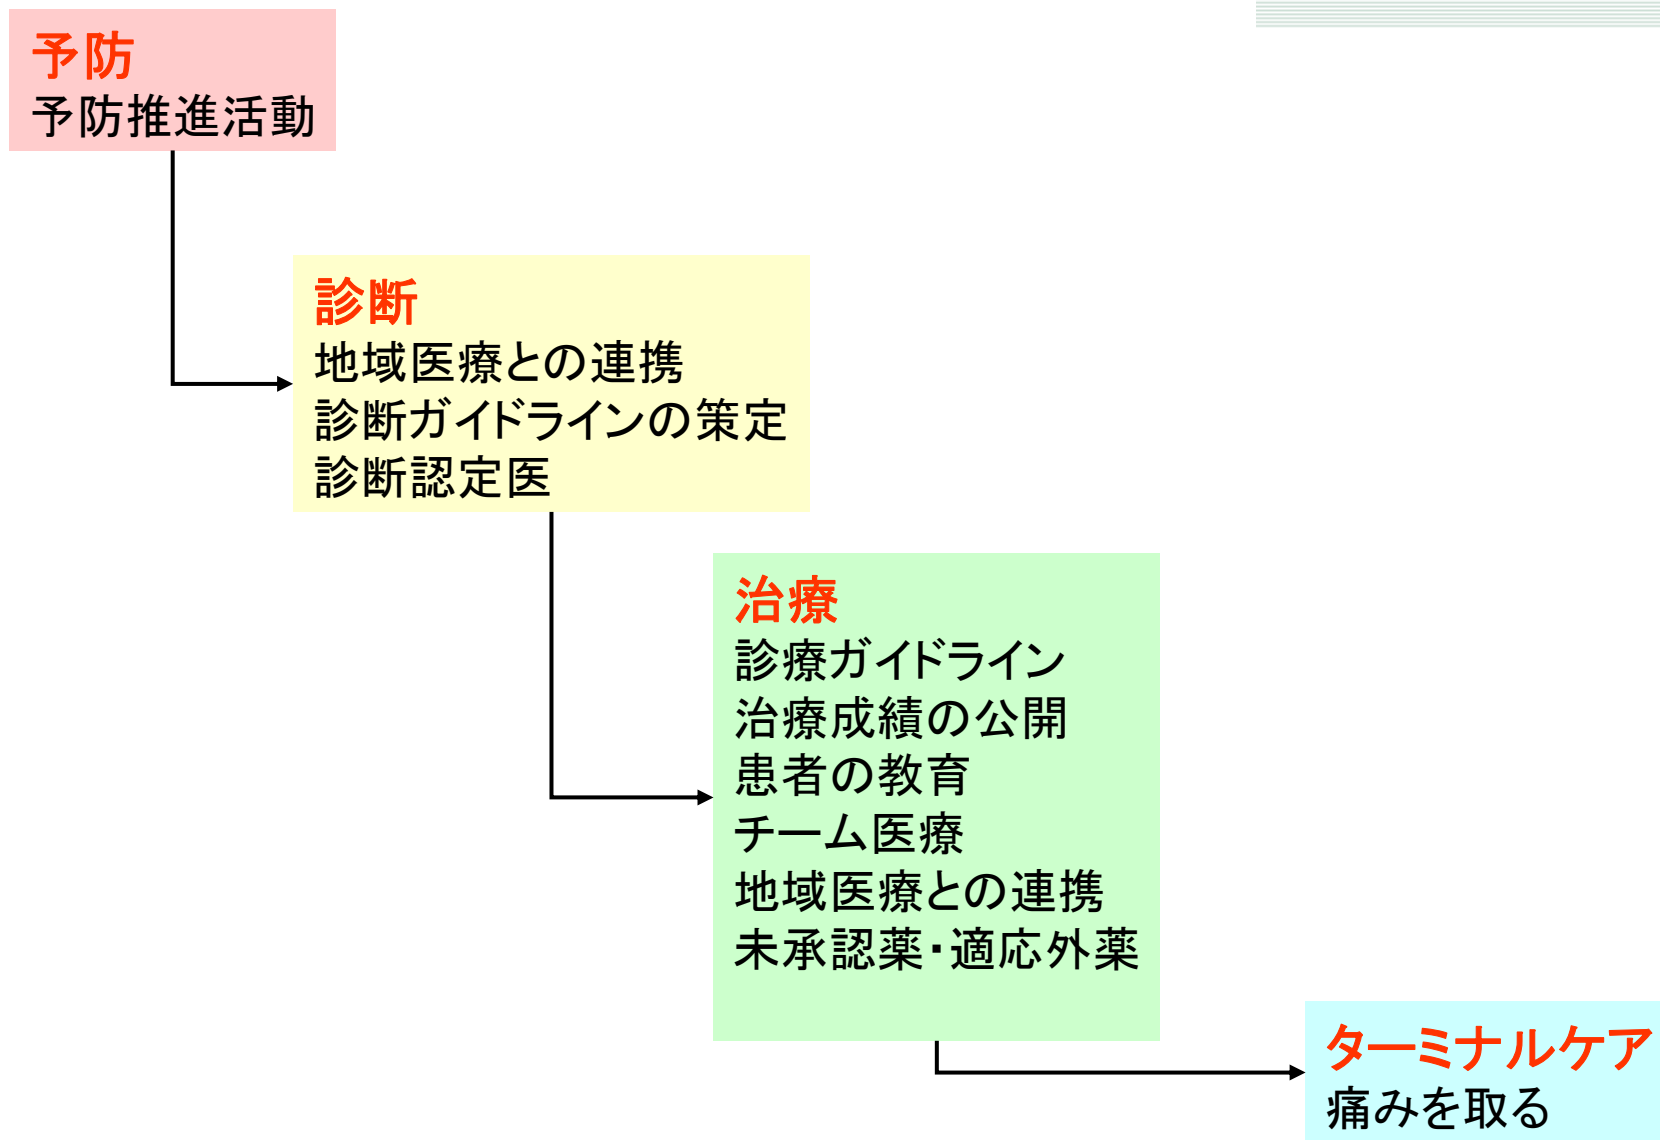 予防
予防推進活動
診断
地域医療との連携
診断ガイドラインの策定
診断認定医
治療
診療ガイドライン
治療成績の公開
患者の教育
チーム医療
地域医療との連携
未承認薬・適応外薬
ターミナルケア
痛みを取る